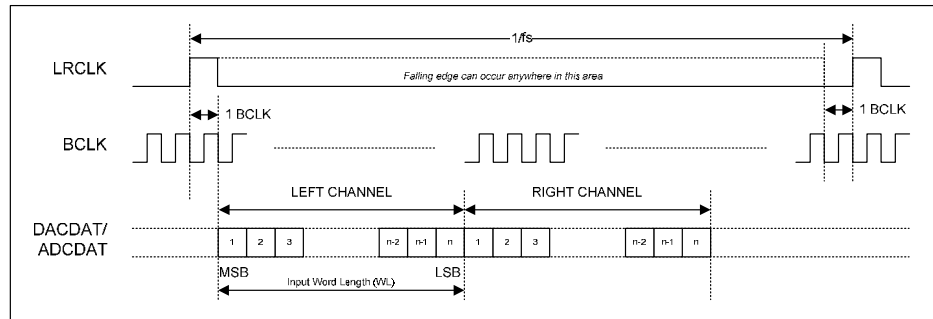 1/fs
LRCLK
Falling edge can occur anywhere in this area
1 BCLK
1 BCLK
BCLK
LEFT CHANNEL
RIGHT CHANNEL
DACDAT/
ADCDAT
1 2 3 n-2 n-1 n 1 2 3 n-2 n-1 n
MSB
LSB
Input Word Length (WL)